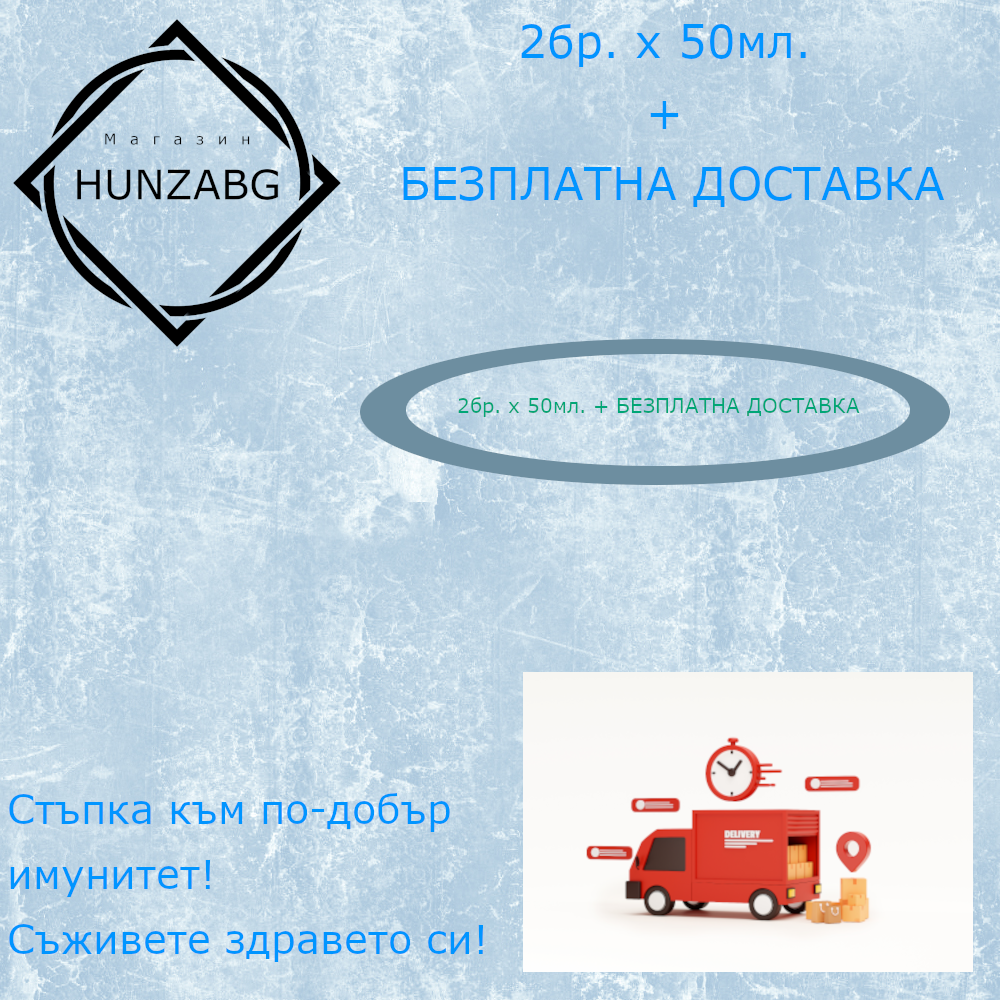 Магазин
HUNZABG
2бр. x 50мл.
+
БЕЗПЛАТНА ДОСТАВКА
2бр. x 50мл. + БЕЗПЛАТНА ДОСТАВКА
Стъпка към по-добър
имунитет!
Съживете здравето си!
DELIVERY